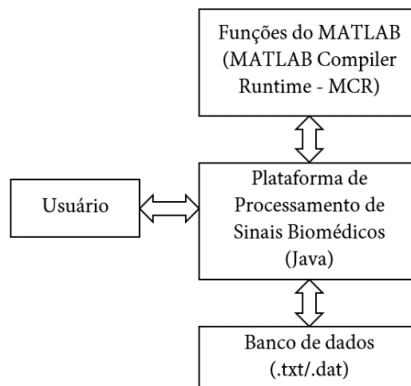 Funções do MATLAB
(MATLAB Compiler
Runtime - MCR)
Usuário
Plataforma de
Processamento de
Sinais Biomédicos
(Java)
Banco de dados
(.txt/.dat)